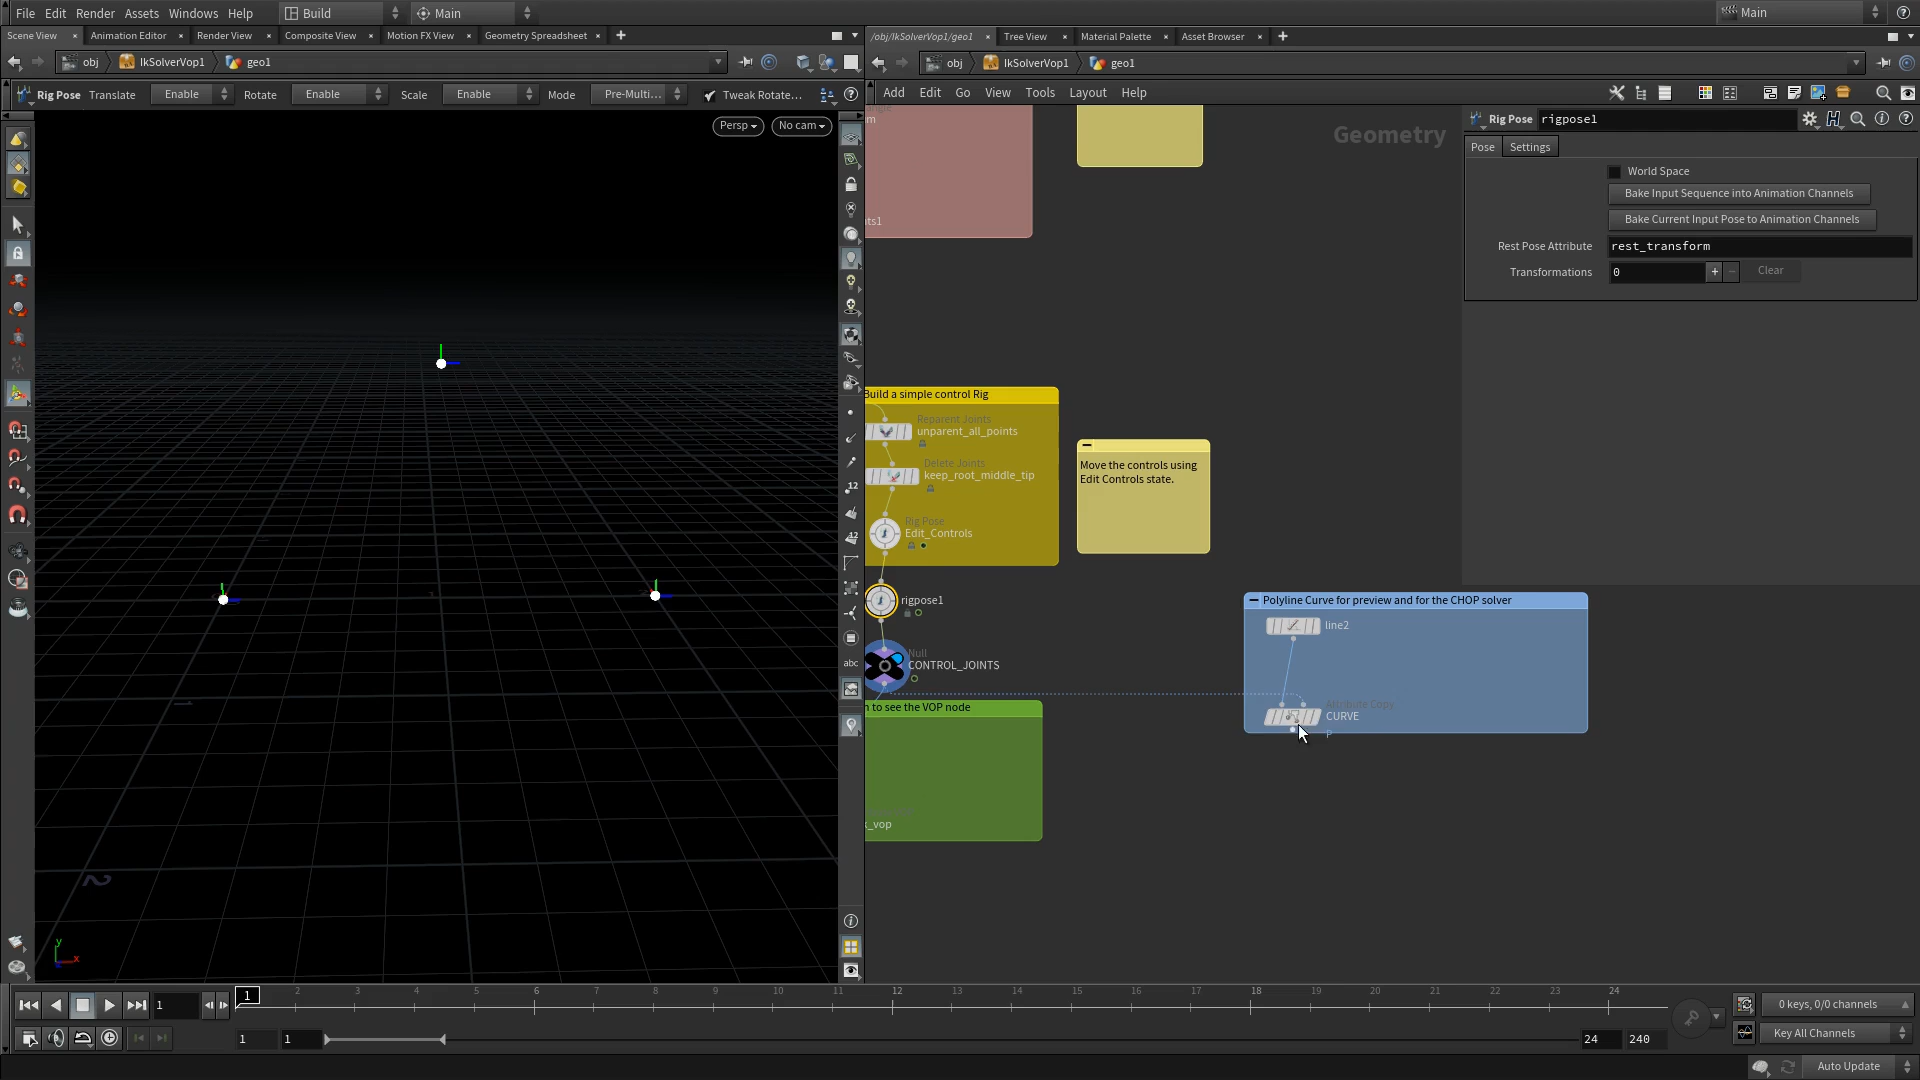 File Edit Render Assets Windows Help
Build
Main
Main
Scene View
Animation Editor
Render View
Composite View
Motion FX View
Geometry Spreadsheet
/obj/IkSolverVop1/geo1
Tree View
Material Palette
Asset Browser
obj
IkSolverVop1
geo1
obj
IkSolverVop1
geo1
Rig Pose Translate Enable Rotate Enable Scale Enable Mode Pre-Multi... Tweak Rotate...
Add Edit Go View Tools Layout Help
Persp
No cam
Geometry
m
nts1
Rig Pose rigpose1
Pose
Settings
World Space
Bake Input Sequence into Animation Channels
Bake Current Input Pose to Animation Channels
Rest Pose Attribute rest_transform
Transformations 0 Clear
Build a simple control Rig
Reparent Joints
unparent_all_points
Delete Joints
keep_root_middle_tip
Rig Pose
Edit_Controls
Move the controls using
Edit Controls state.
rigpose1
Null
CONTROL_JOINTS
n to see the VOP node
k_vop
Polyline Curve for preview and for the CHOP solver
line2
Attribute Copy
CURVE
P
12
12
abc
1
1
2
y
x
1
1
2 3 4 5 6 7 8 9 10 11 12 13 14 15 16 17 18 19 20 21 22 23 24
0 keys, 0/0 channels
1
1
24
240
Key All Channels
Auto Update